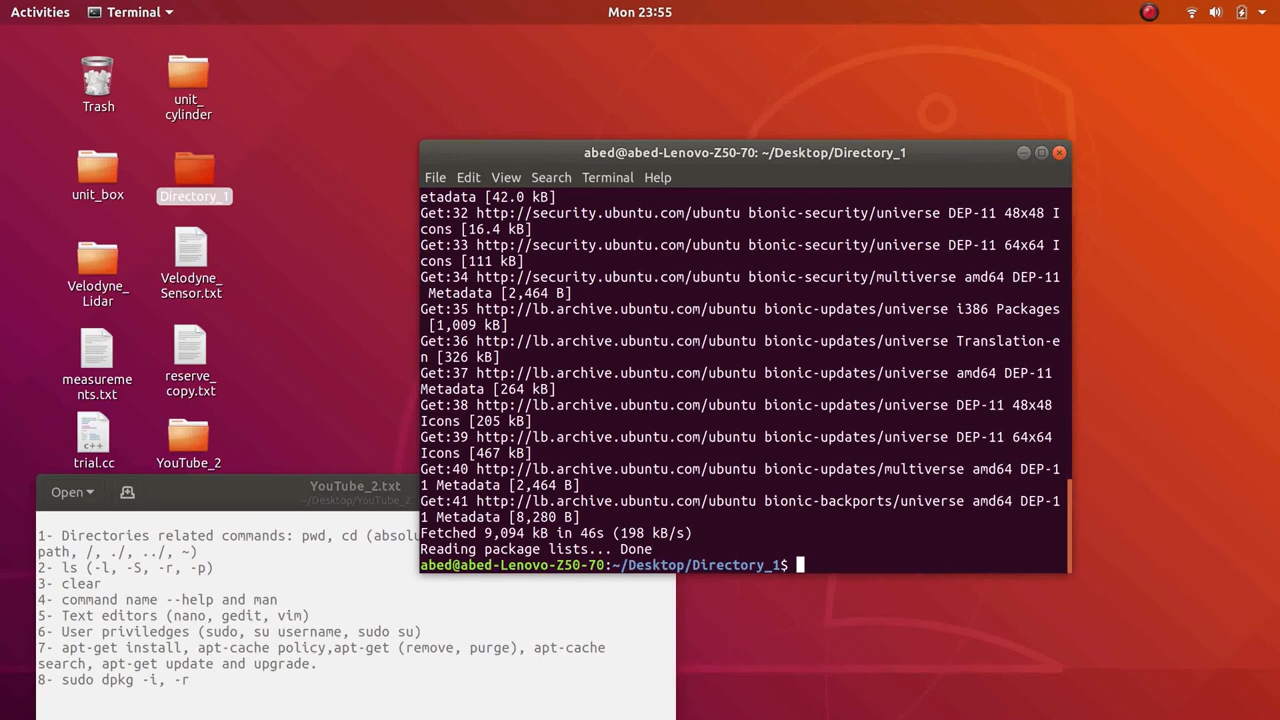 Activities
Terminal
Mon 23:55
Trash
unit_
cylinder
unit_box
Directory_1
Velodyne_
Lidar
Velodyne_
Sensor.txt
measureme
nts.txt
reserve_
copy.txt
trial.cc
YouTube_2
abed@abed-Lenovo-Z50-70: ~/Desktop/Directory_1
File Edit View Search Terminal Help
etadata [42.0 kB]
Get:32 http://security.ubuntu.com/ubuntu bionic-security/universe DEP-11 48x48 I
cons [16.4 kB]
Get:33 http://security.ubuntu.com/ubuntu bionic-security/universe DEP-11 64x64 I
cons [111 kB]
Get:34 http://security.ubuntu.com/ubuntu bionic-security/multiverse amd64 DEP-11
 Metadata [2,464 B]
Get:35 http://lb.archive.ubuntu.com/ubuntu bionic-updates/universe i386 Packages
 [1,009 kB]
Get:36 http://lb.archive.ubuntu.com/ubuntu bionic-updates/universe Translation-e
n [326 kB]
Get:37 http://lb.archive.ubuntu.com/ubuntu bionic-updates/universe amd64 DEP-11
Metadata [264 kB]
Get:38 http://lb.archive.ubuntu.com/ubuntu bionic-updates/universe DEP-11 48x48
Icons [205 kB]
Get:39 http://lb.archive.ubuntu.com/ubuntu bionic-updates/universe DEP-11 64x64
Icons [467 kB]
Get:40 http://lb.archive.ubuntu.com/ubuntu bionic-updates/multiverse amd64 DEP-1
1 Metadata [2,464 B]
Get:41 http://lb.archive.ubuntu.com/ubuntu bionic-backports/universe amd64 DEP-1
1 Metadata [8,280 B]
Fetched 9,094 kB in 46s (198 kB/s)
Reading package lists... Done
abed@abed-Lenovo-Z50-70:~/Desktop/Directory_1$
Open
YouTube_2.txt
~/Desktop/YouTube_2
1- Directories related commands: pwd, cd (absolu
path, /, ./, ../, ~)
2- ls (-l, -S, -r, -p)
3- clear
4- command name --help and man
5- Text editors (nano, gedit, vim)
6- User priviledges (sudo, su username, sudo su)
7- apt-get install, apt-cache policy,apt-get (remove, purge), apt-cache
search, apt-get update and upgrade.
8- sudo dpkg -i, -r